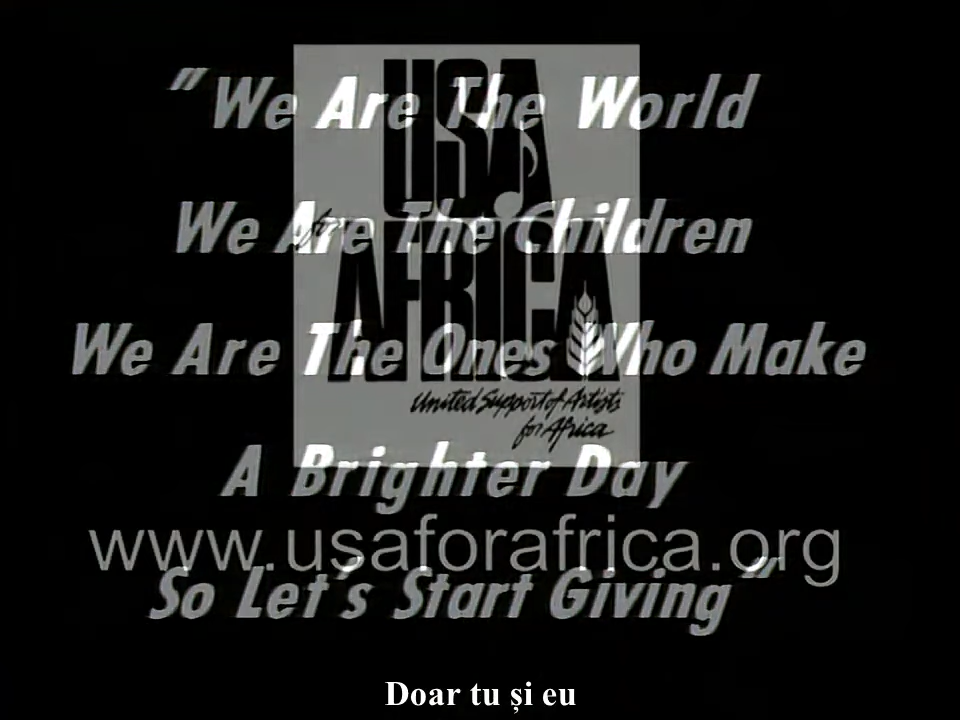 "We Are The World
USA
We Are The Children
for
AFRICA
We Are The Ones Who Make
United Support of Artists
for Africa
A Brighter Day
www.usaforafrica.org
So Let's Start Giving"
Doar tu și eu